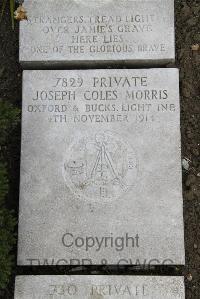 STRANGERS, TREAD LIGHTLY
OVER JAMIE'S GRAVE
HERE LIES
ONE OF THE GLORIOUS BRAVE
7829 PRIVATE
JOSEPH COLES MORRIS
OXFORD & BUCKS. LIGHT INF.
4TH NOVEMBER 1914
Copyright
© TWGPP & CWGC
PRIVATE